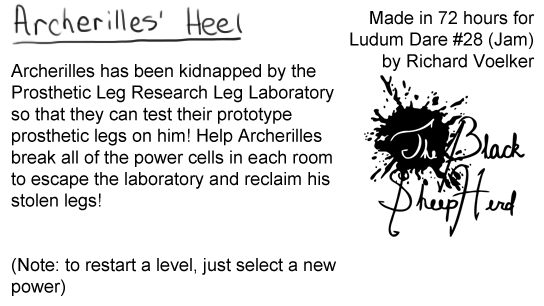 Archerilles' Heel
Made in 72 hours for
Ludum Dare #28 (Jam)
by Richard Voelker
Archerilles has been kidnapped by the
Prosthetic Leg Research Leg Laboratory
so that they can test their prototype
prosthetic legs on him! Help Archerilles
break all of the power cells in each room
to escape the laboratory and reclaim his
stolen legs!
The Black
SheepHerd
(Note: to restart a level, just select a new
power)